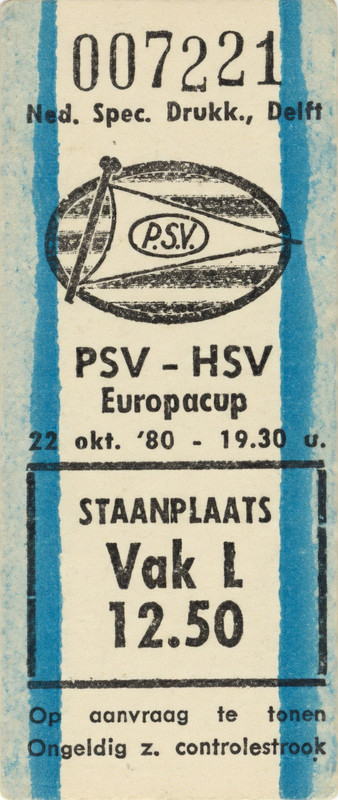 007221
Ned. Spec. Drukk., Delft
P.S.V.
PSV - HSV
Europacup
22 okt. '80 - 19.30 u.
STAANPLAATS
Vak L
12.50
Op aanvraag te tonen
Ongeldig z. controlestrook